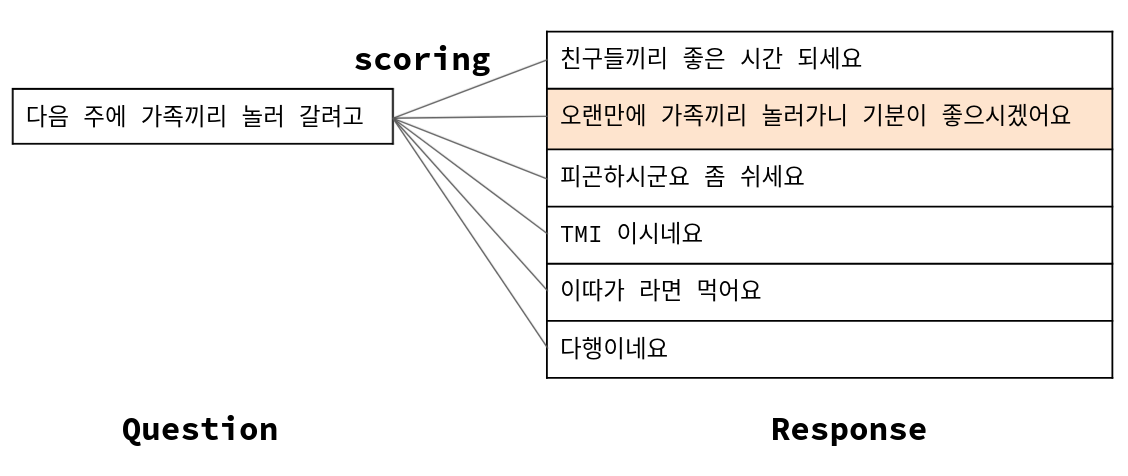 scoring
다음 주에 가족끼리 놀러 갈려고
친구들끼리 좋은 시간 되세요
오랜만에 가족끼리 놀러가니 기분이 좋으시겠어요
피곤하시군요 좀 쉬세요
TMI 이시네요
이따가 라면 먹어요
다행이네요
Question
Response